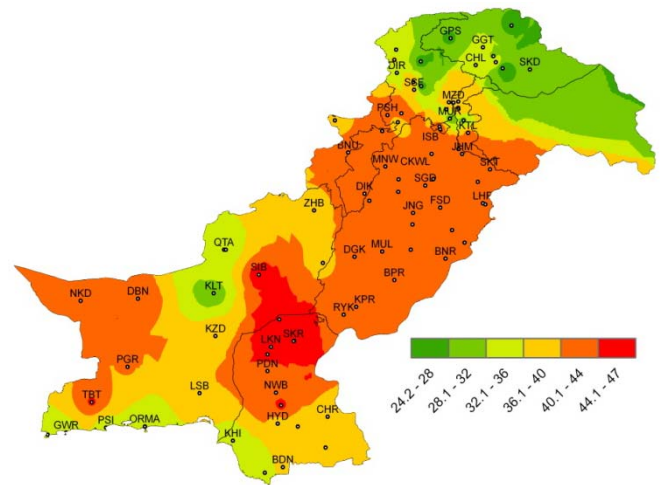 GPS
GGT
CHL
SKD
DIR
MZD
MUR
PSH
KTL
ISB
JHM
BNU
MNW
CKWL
SKT
SGD
DIK
LHR
ZHB
JNG
FSD
QTA
DGK
MUL
BNR
SIB
BPR
NKD
DBN
KLT
RYK
KPR
KZD
LKN
SKR
PGR
PDN
TBT
LSB
NWB
CHR
GWR
PSI
ORMA
HYD
KHI
BDN
24.2 - 28
28.1 - 32
32.1 - 36
36.1 - 40
40.1 - 44
44.1 - 47